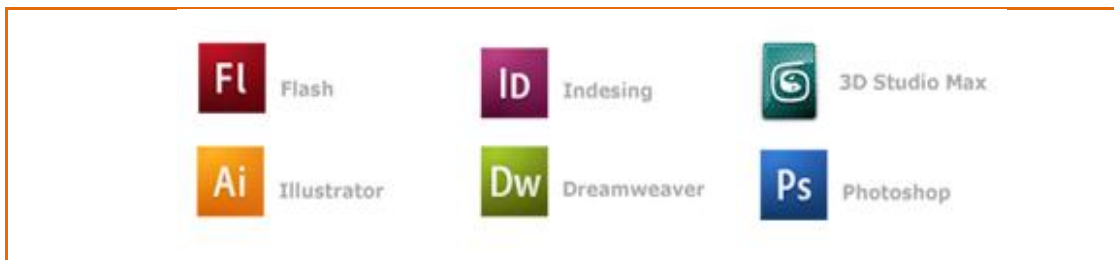 Fl Flash ID Indesing 3D Studio Max
Ai Illustrator Dw Dreamweaver Ps Photoshop